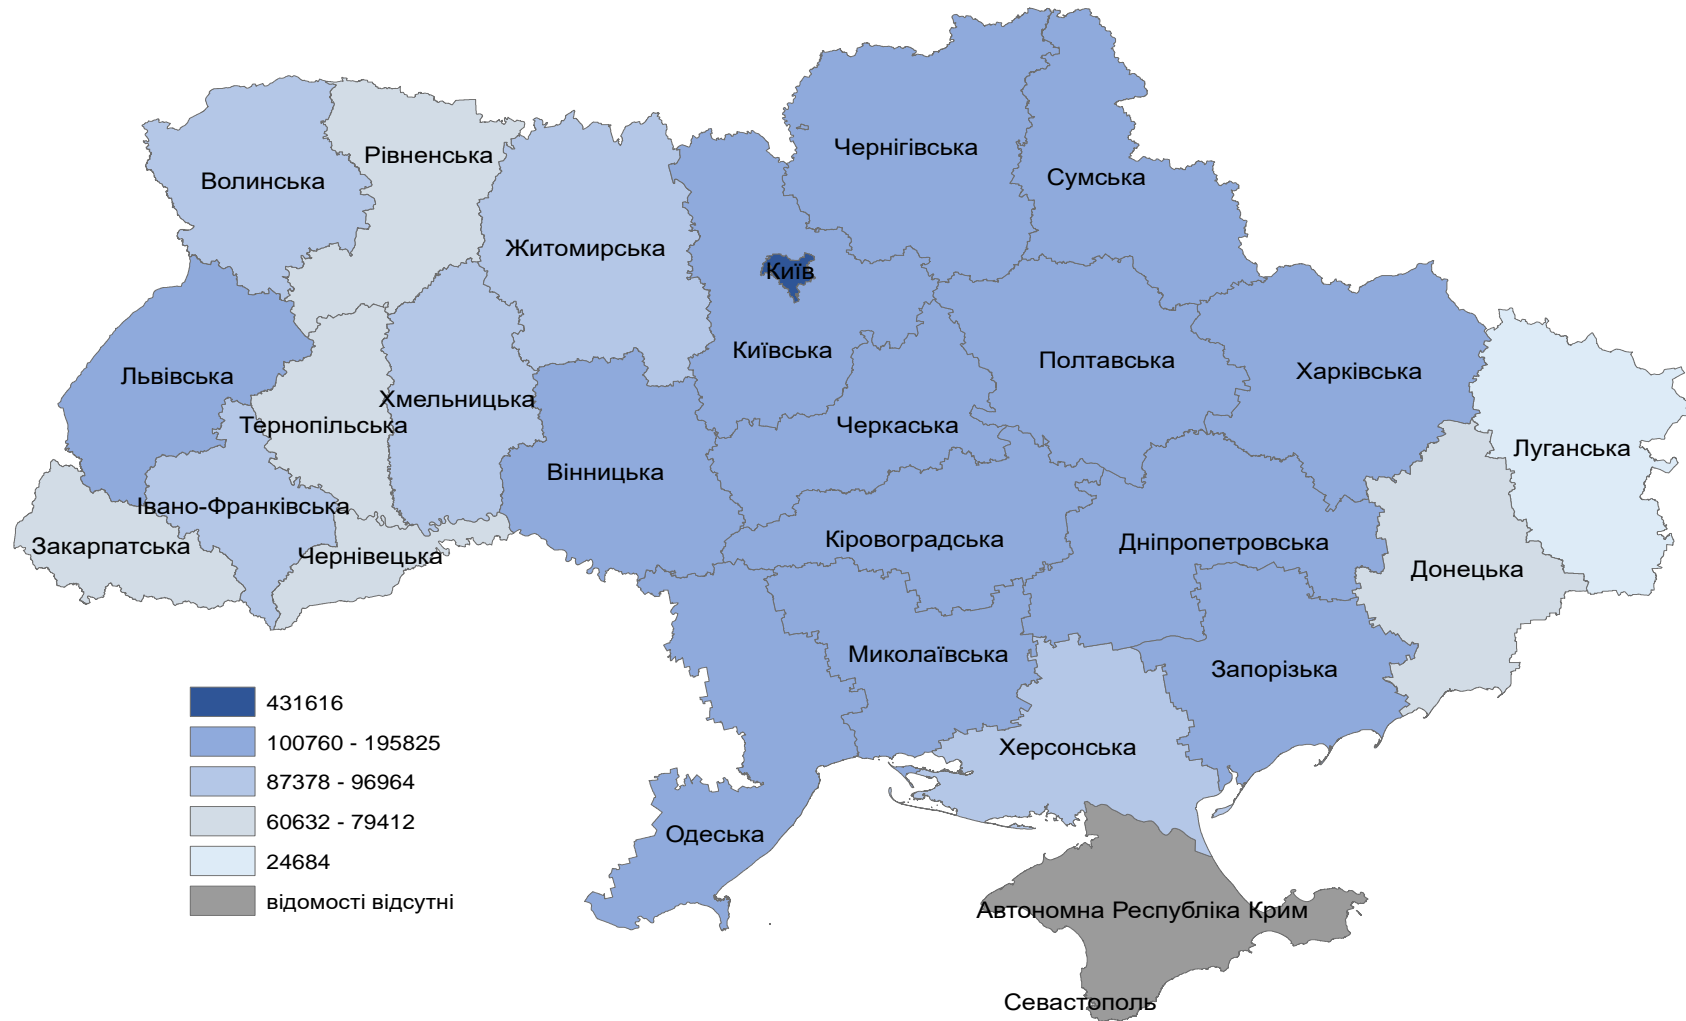 Чернігівська
Рівненська
Сумська
Волинська
Житомирська
Київ
Київська
Полтавська
Харківська
Львівська
Хмельницька
Тернопільська
Черкаська
Луганська
Вінницька
Івано-Франківська
Кіровоградська
Дніпропетровська
Закарпатська
Чернівецька
Донецька
Миколаївська
Запорізька
Херсонська
Одеська
431616
100760 - 195825
87378 - 96964
60632 - 79412
24684
відомості відсутні
Автономна Республіка Крим
Севастополь